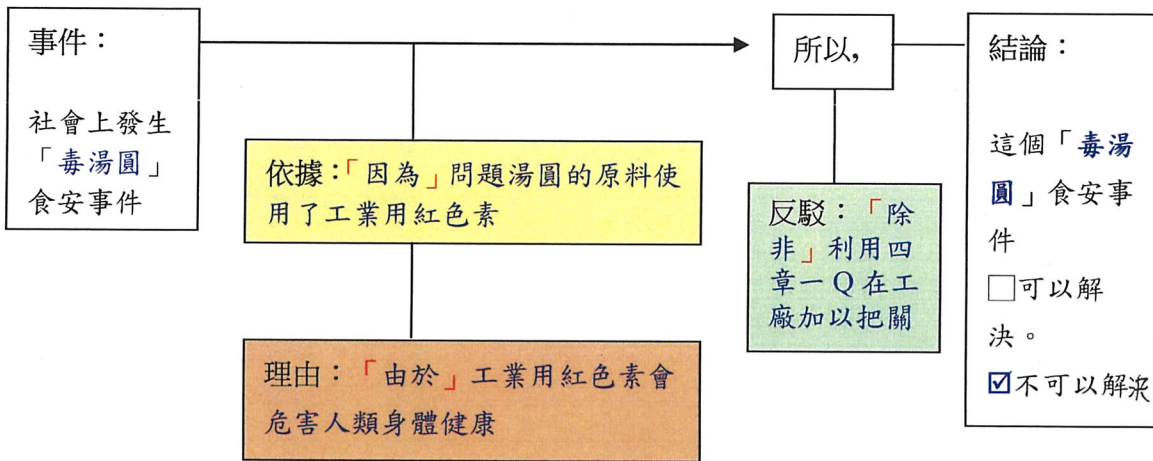 事件：
社會上發生
「毒湯圓」
食安事件
所以,
結論：
這個「毒湯
圓」食安事
件
□可以解
決。
☑不可以解決
依據：「因為」問題湯圓的原料使
用了工業用紅色素
反駁：「除
非」利用四
章一Q在工
廠加以把關
理由：「由於」工業用紅色素會
危害人類身體健康